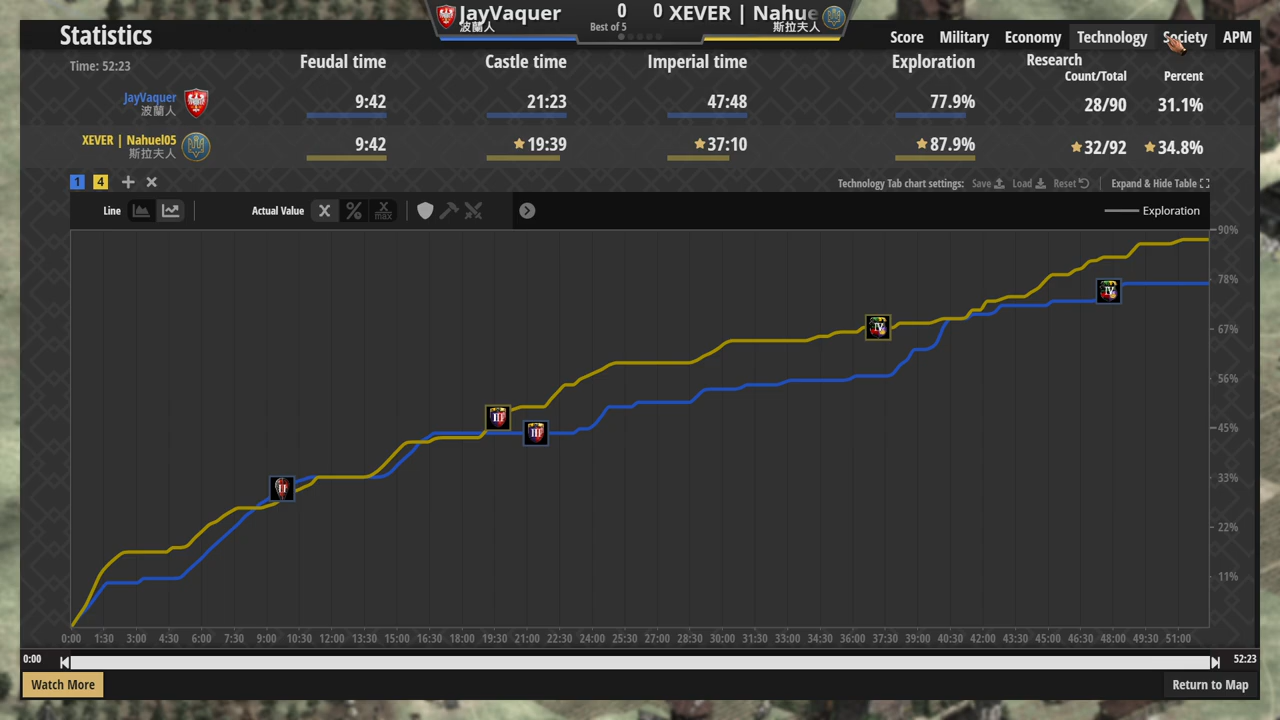 JayVaquer 0 0 XEVER | Nahue
波蘭人 Best of 5 斯拉夫人
Statistics
Score Military Economy Technology Society APM
Time: 52:23
Feudal time Castle time Imperial time Exploration Research
Count/Total Percent
JayVaquer 9:42 21:23 47:48 77.9% 28/90 31.1%
波蘭人
XEVER | Nahuel05 9:42 19:39 37:10 87.9% 32/92 34.8%
斯拉夫人
1 4
Technology Tab chart settings: Save Load Reset Expand & Hide Table
Line Actual Value X % X max Exploration
90%
78%
67%
56%
45%
33%
22%
11%
II III III IV IV
0:00 1:30 3:00 4:30 6:00 7:30 9:00 10:30 12:00 13:30 15:00 16:30 18:00 19:30 21:00 22:30 24:00 25:30 27:00 28:30 30:00 31:30 33:00 34:30 36:00 37:30 39:00 40:30 42:00 43:30 45:00 46:30 48:00 49:30 51:00
0:00 52:23
Watch More Return to Map